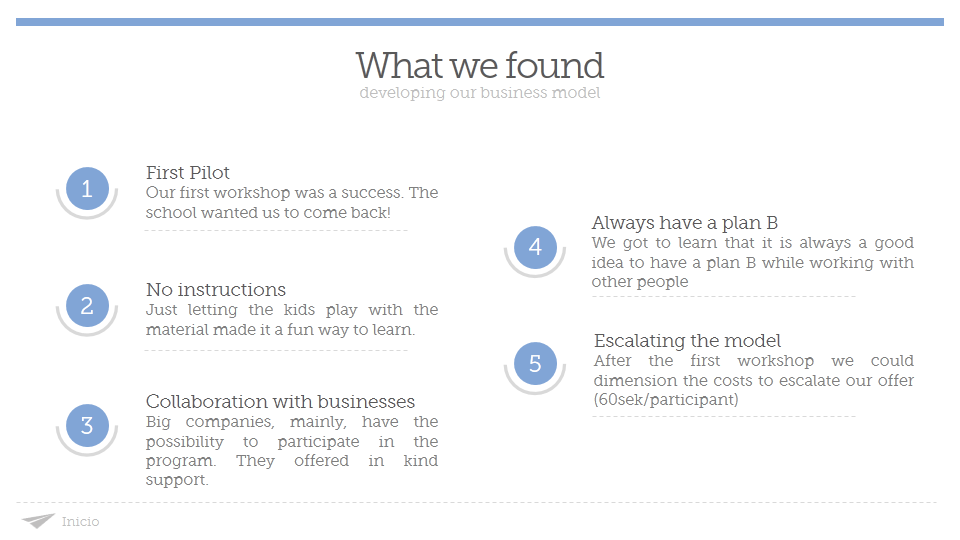 What we found
developing our business model
1
First Pilot
Our first workshop was a success. The
school wanted us to come back!
2
No instructions
Just letting the kids play with the
material made it a fun way to learn.
3
Collaboration with businesses
Big companies, mainly, have the
possibility to participate in the
program. They offered in kind
support.
4
Always have a plan B
We got to learn that it is always a good
idea to have a plan B while working with
other people
5
Escalating the model
After the first workshop we could
dimension the costs to escalate our offer
(60sek/participant)
Inicio